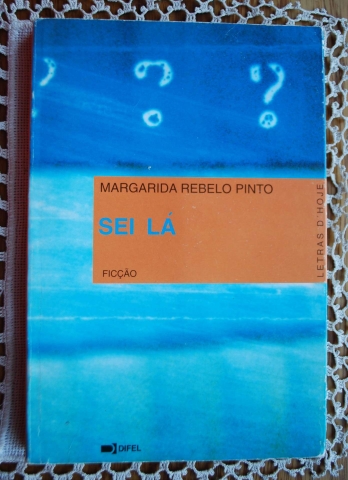 ? ?
MARGARIDA REBELO PINTO
SEI LÁ
FICÇÃO
LETRAS D'HOJE
DIFEL